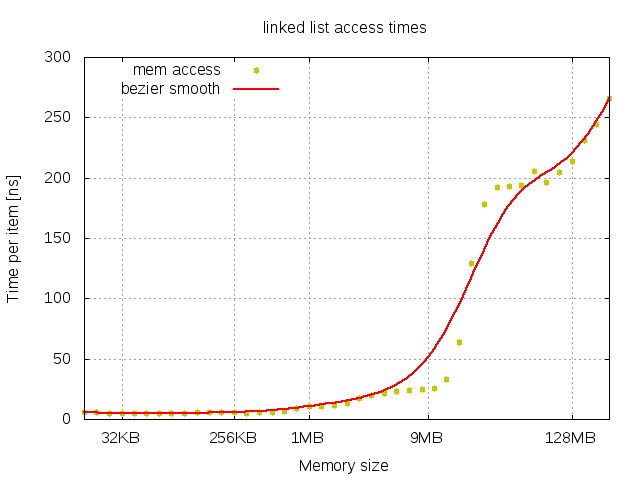 linked list access times
300
250
200
150
100
50
0
mem access
bezier smooth
Time per item [ns]
32KB 256KB 1MB 9MB 128MB
Memory size